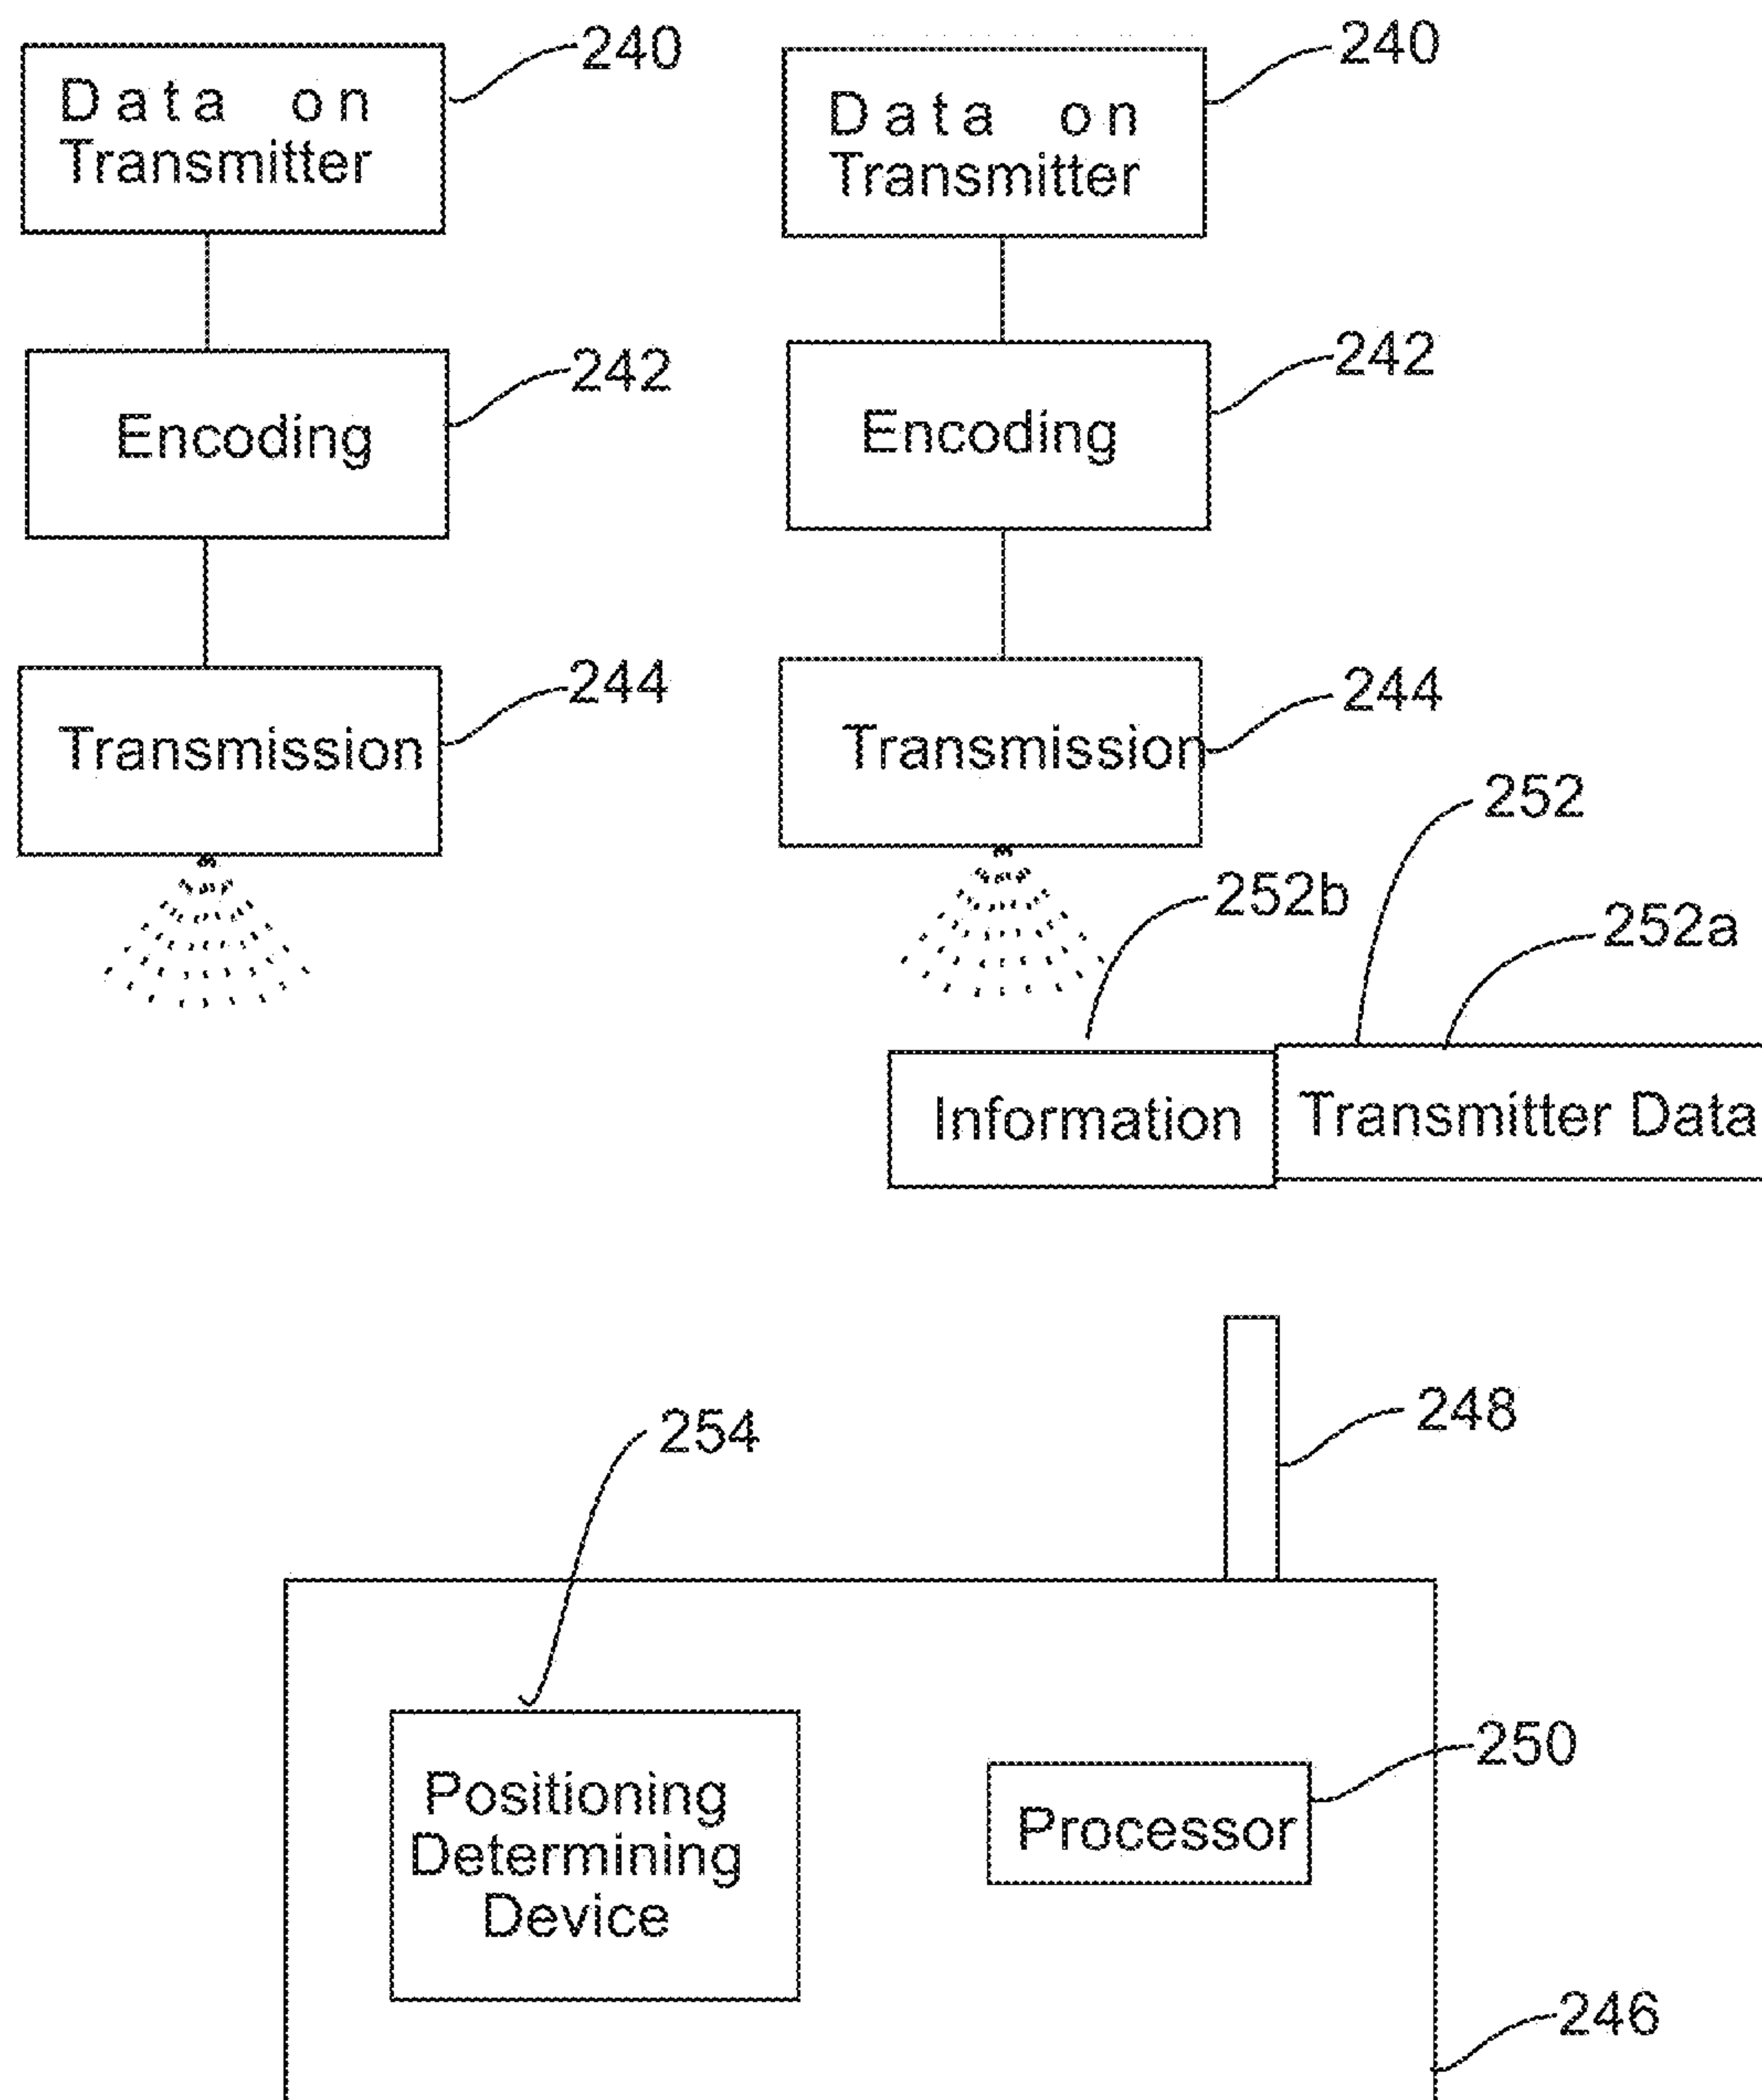 240
240
Data on
Transmitter
Data on
Transmitter
242
242
Encoding
Encoding
244
244
Transmission
Transmission
252
252b
252a
Information
Transmitter Data
248
254
250
Positioning
Determining
Device
Processor
246